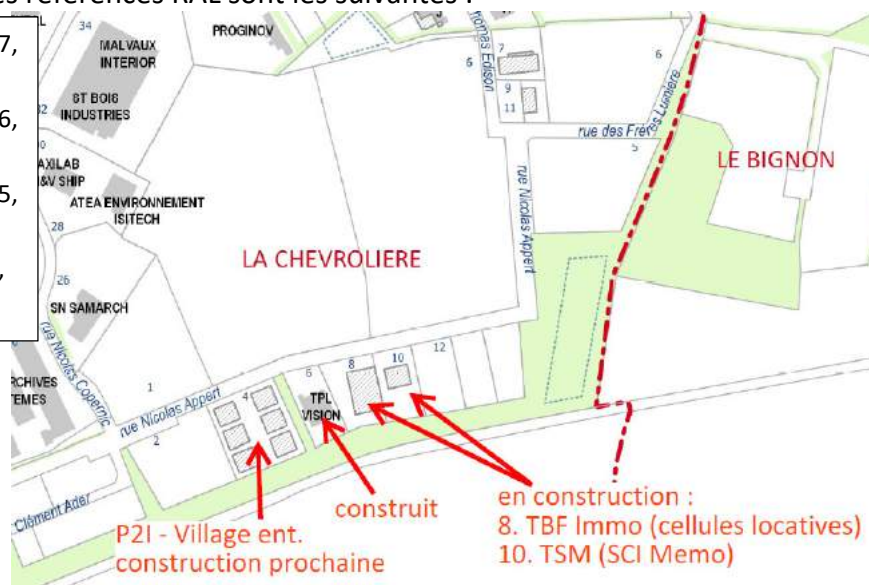 es références RAL sont les suivantes :
7,
6,
5,
,
34
MALVAUX
INTERIOR
PROGINOV
ST BOIS
INDUSTRIES
32
30
AXILAB
N&V SHIP
ATEA ENVIRONNEMENT
ISITECH
28
26
SN SAMARCH
rue Nicolas Copernic
RCHIVES
TEMES
Thomas Edison
6
7
9
11
6
rue des Frères Lumière
5
rue Nicolas Appert
LE BIGNON
LA CHEVROLIERE
1
rue Nicolas Appert
2
4
6
8
10
12
TPL
VISION
Clément Ader
P2I - Village ent.
construction prochaine
construit
en construction :
8. TBF Immo (cellules locatives)
10. TSM (SCI Memo)